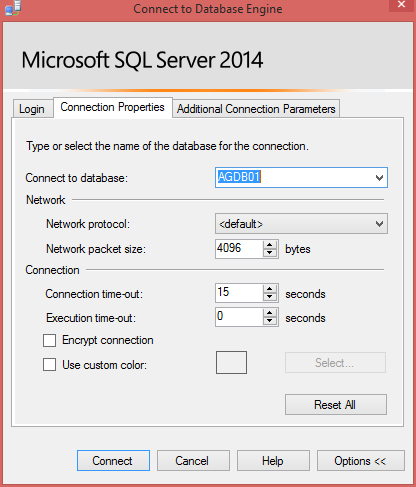 Connect to Database Engine
Microsoft SQL Server 2014
Login Connection Properties Additional Connection Parameters
Type or select the name of the database for the connection.
Connect to database: AGDB01
Network
Network protocol: <default>
Network packet size: 4096 bytes
Connection
Connection time-out: 15 seconds
Execution time-out: 0 seconds
Encrypt connection
Use custom color: Select...
Reset All
Connect Cancel Help Options <<